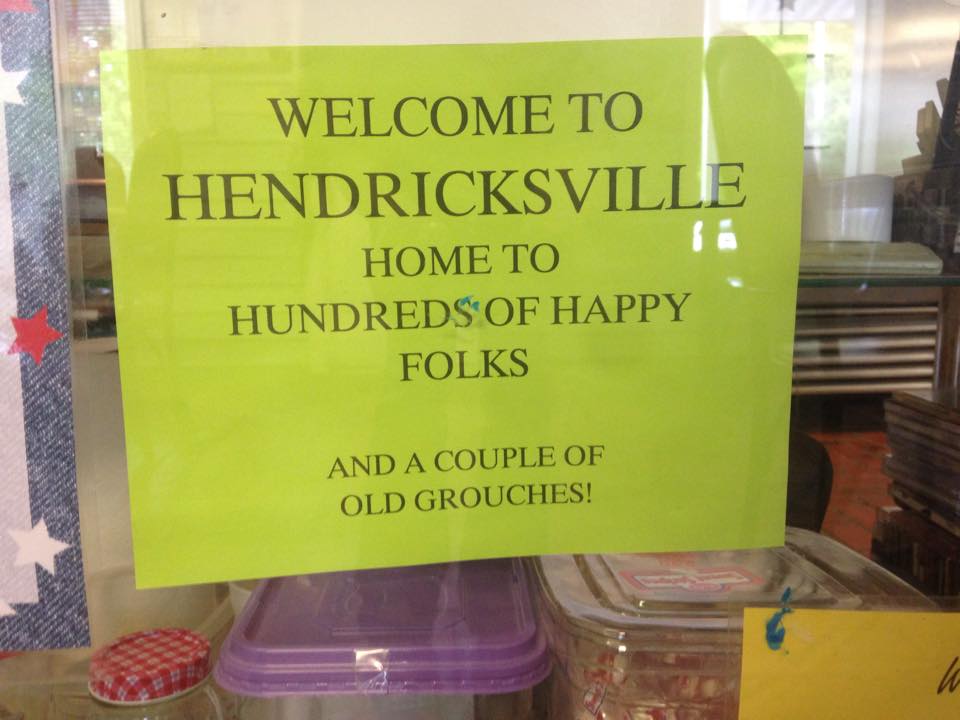 WELCOME TO
HENDRICKSVILLE
HOME TO
HUNDREDS OF HAPPY
FOLKS
AND A COUPLE OF
OLD GROUCHES!